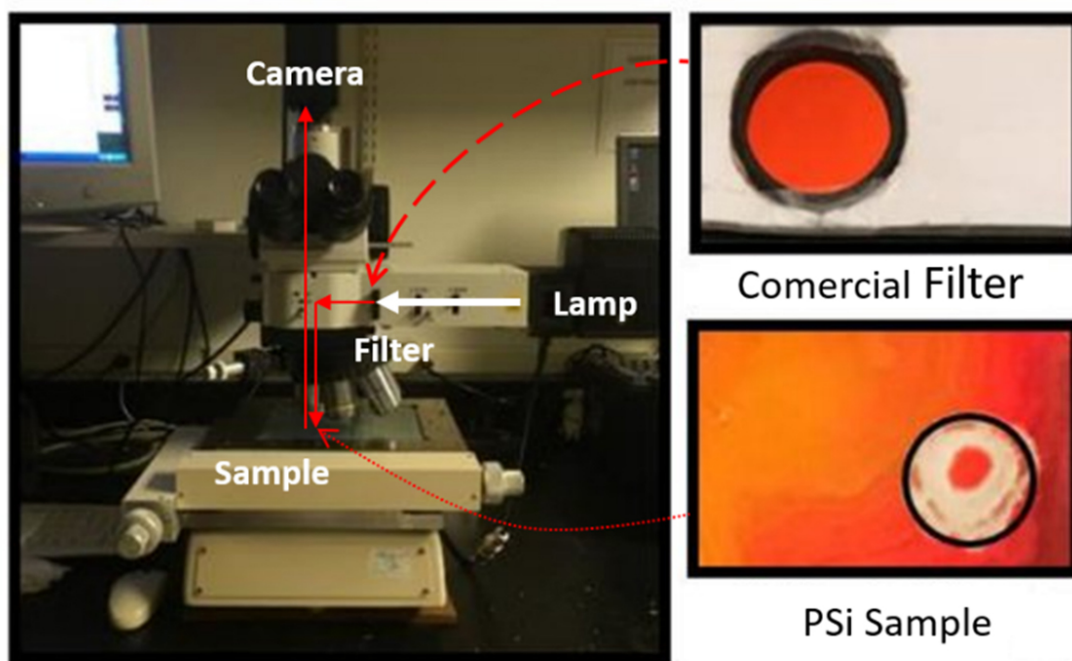 Camera
Lamp
Filter
Sample
Comercial Filter
PSi Sample